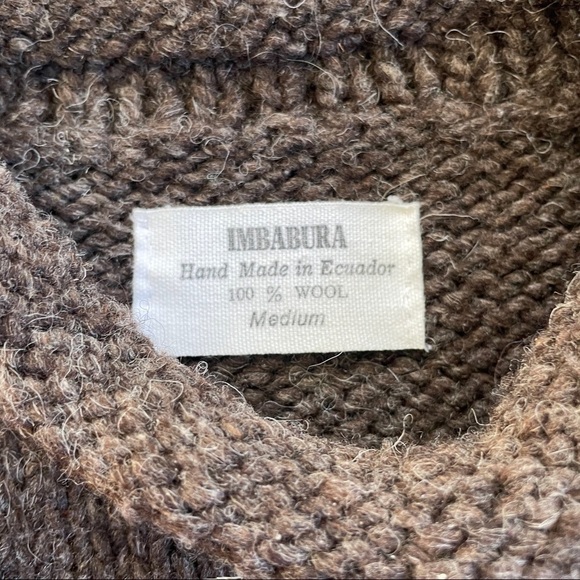 IMBABURA
Hand Made in Ecuador
100 % WOOL
Medium